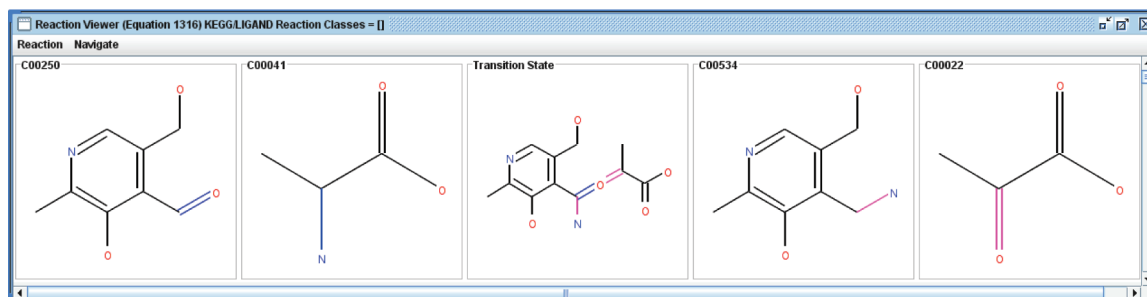 Reaction Viewer (Equation 1316) KEGG/LIGAND Reaction Classes = []
Reaction Navigate
C00250 C00041 Transition State C00534 C00022
O O O O O
N O N O N O
O O N O N O O O
O N O O O